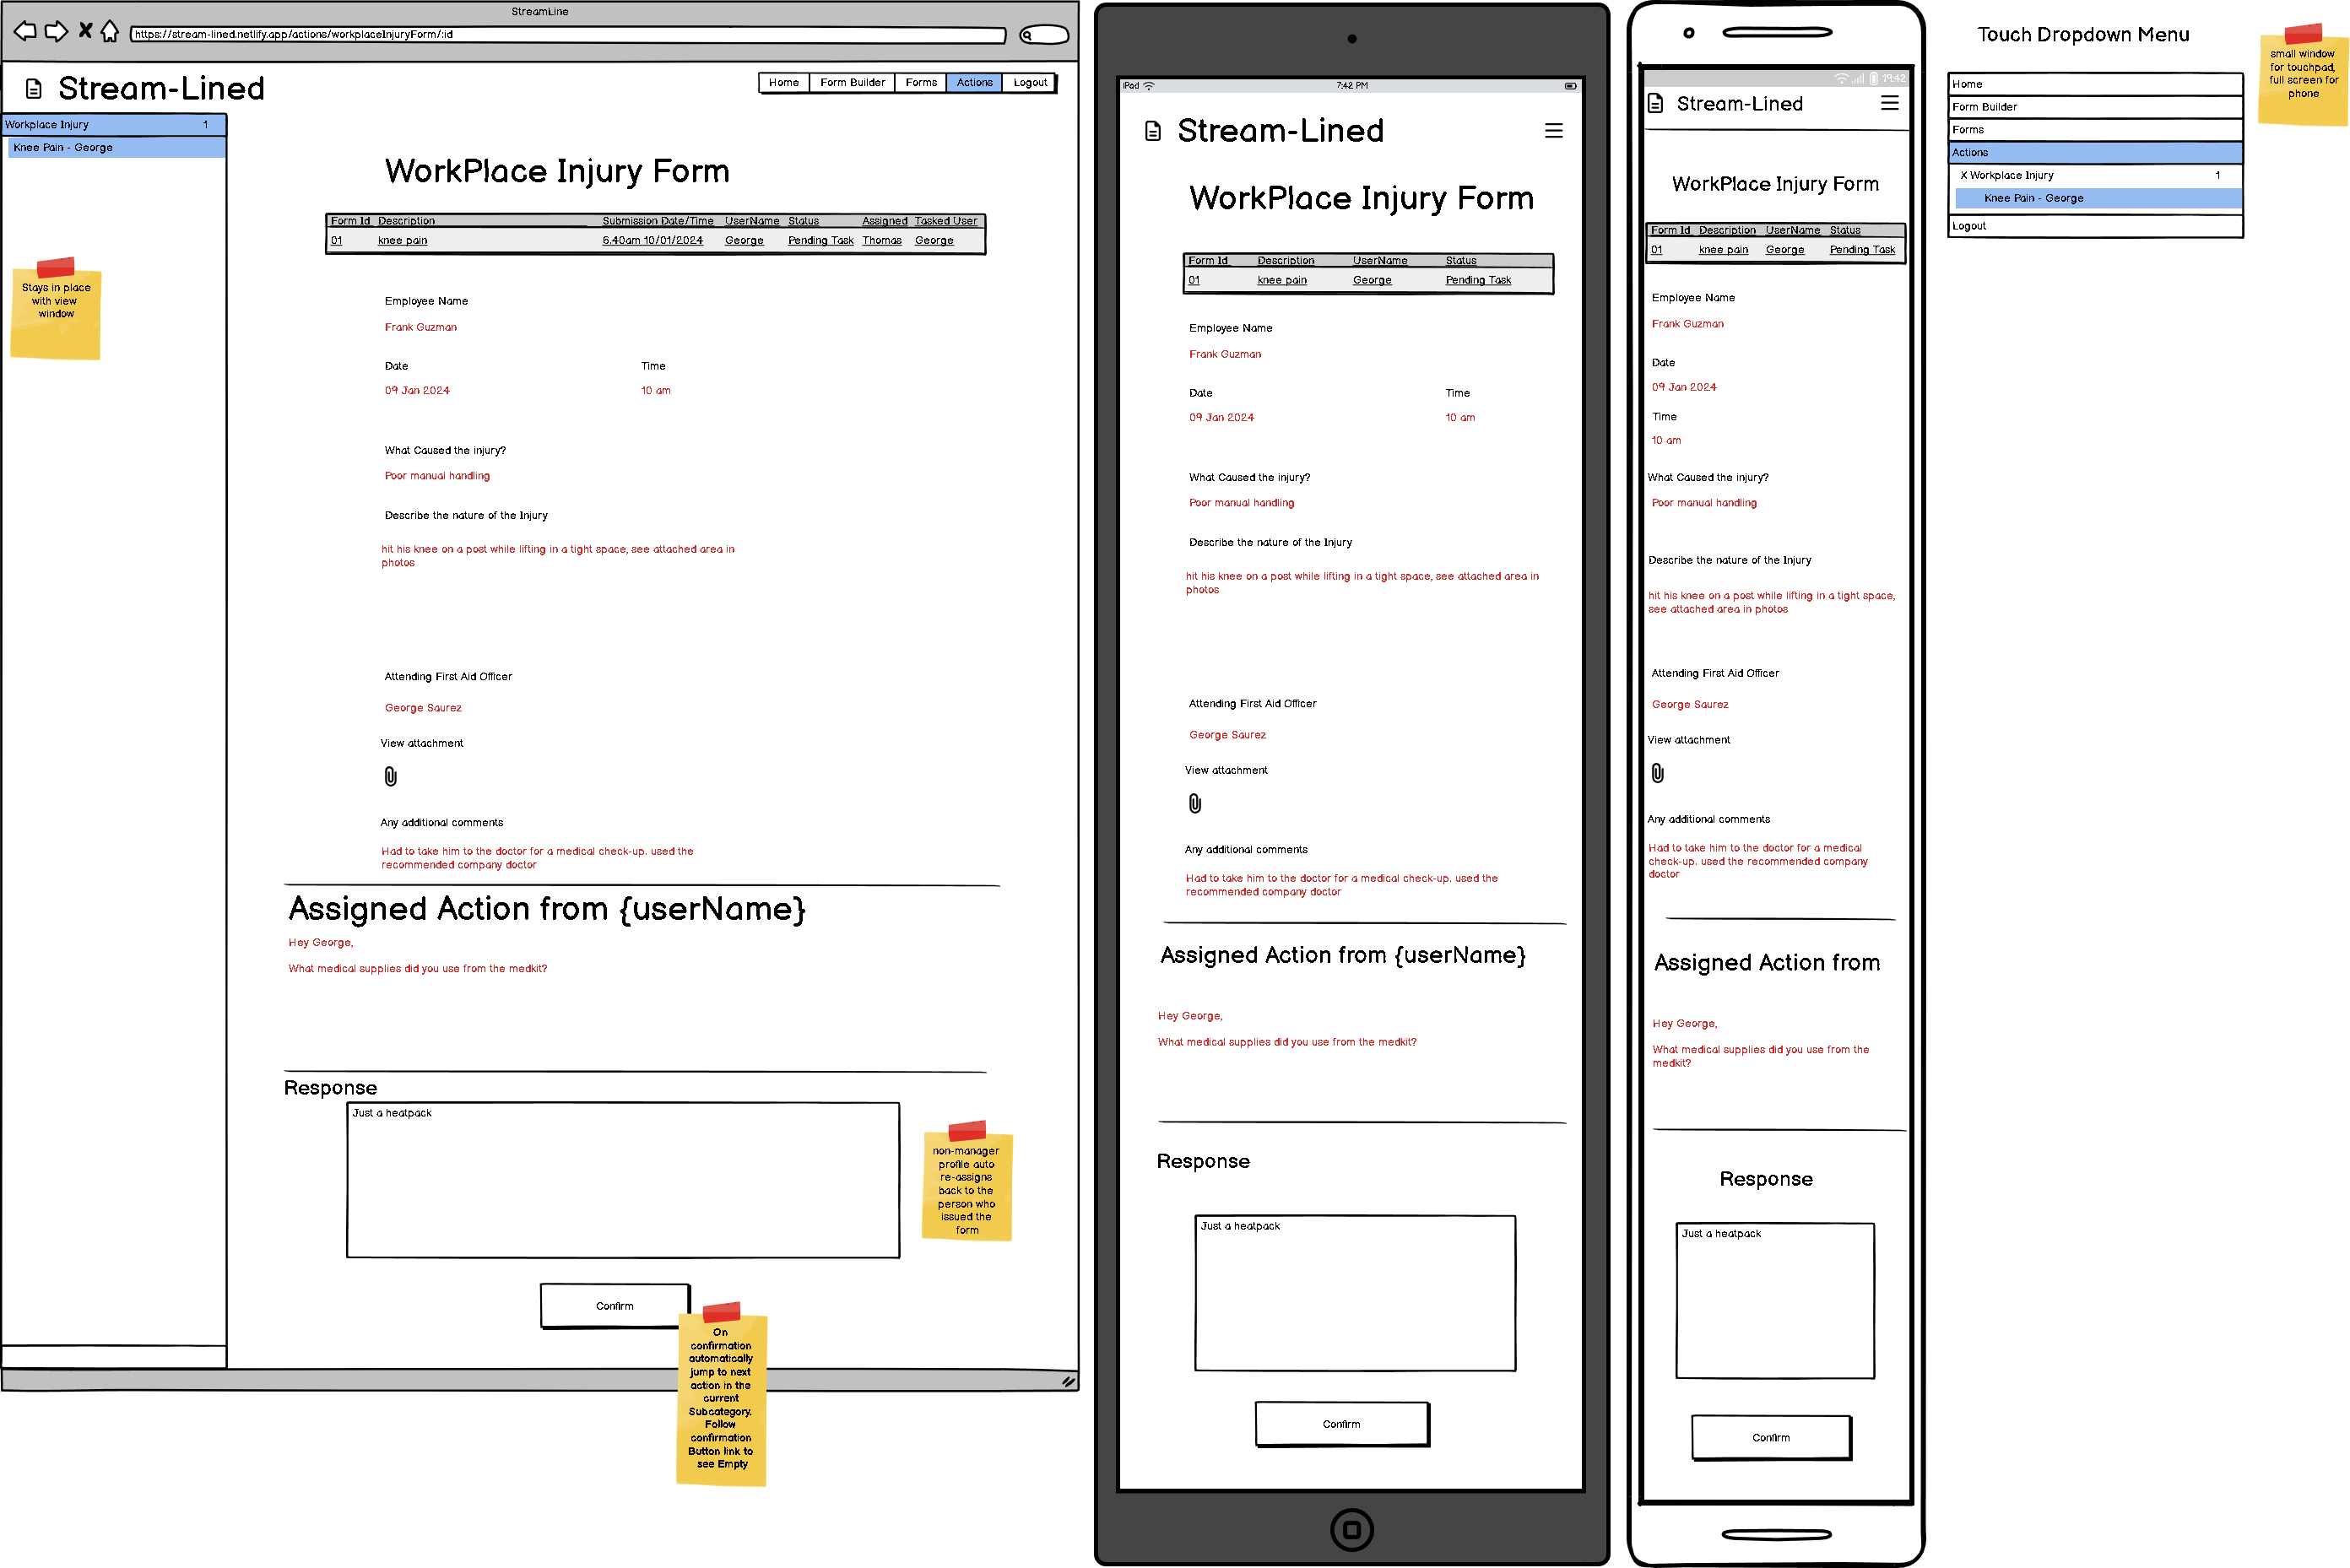 StreamLine
https://stream-lined.netlify.app/actions/workplaceInjuryForm/:id
Stream-Lined
Home Form Builder Forms Actions Logout
Workplace Injury 1
Knee Pain - George
Stays in place
with view
window
WorkPlace Injury Form
Form Id Description Submission Date/Time UserName Status Assigned Tasked User
01 knee pain 6.40am 10/01/2024 George Pending Task Thomas George
Employee Name
Frank Guzman
Date Time
09 Jan 2024 10 am
What Caused the injury?
Poor manual handling
Describe the nature of the Injury
hit his knee on a post while lifting in a tight space, see attached area in
photos
Attending First Aid Officer
George Saurez
View attachment
Any additional comments
Had to take him to the doctor for a medical check-up. used the
recommended company doctor
Assigned Action from {userName}
Hey George,
What medical supplies did you use from the medkit?
Response
Just a heatpack
non-manager
profile auto
re-assigns
back to the
person who
issued the
form
Confirm
On
confirmation
automatically
jump to next
action in the
current
Subcategory.
Follow
confirmation
Button link to
see Empty
iPad 7:42 PM
Stream-Lined
WorkPlace Injury Form
Form Id Description UserName Status
01 knee pain George Pending Task
Employee Name
Frank Guzman
Date Time
09 Jan 2024 10 am
What Caused the injury?
Poor manual handling
Describe the nature of the Injury
hit his knee on a post while lifting in a tight space, see attached area in
photos
Attending First Aid Officer
George Saurez
View attachment
Any additional comments
Had to take him to the doctor for a medical check-up. used the
recommended company doctor
Assigned Action from {userName}
Hey George,
What medical supplies did you use from the medkit?
Response
Just a heatpack
Confirm
19:42
Stream-Lined
WorkPlace Injury Form
Form Id Description UserName Status
01 knee pain George Pending Task
Employee Name
Frank Guzman
Date
09 Jan 2024
Time
10 am
What Caused the injury?
Poor manual handling
Describe the nature of the Injury
hit his knee on a post while lifting in a tight space,
see attached area in photos
Attending First Aid Officer
George Saurez
View attachment
Any additional comments
Had to take him to the doctor for a medical
check-up. used the recommended company
doctor
Assigned Action from
Hey George,
What medical supplies did you use from the
medkit?
Response
Just a heatpack
Confirm
Touch Dropdown Menu
Home
Form Builder
Forms
Actions
X Workplace Injury 1
Knee Pain - George
Logout
small window
for touchpad,
full screen for
phone